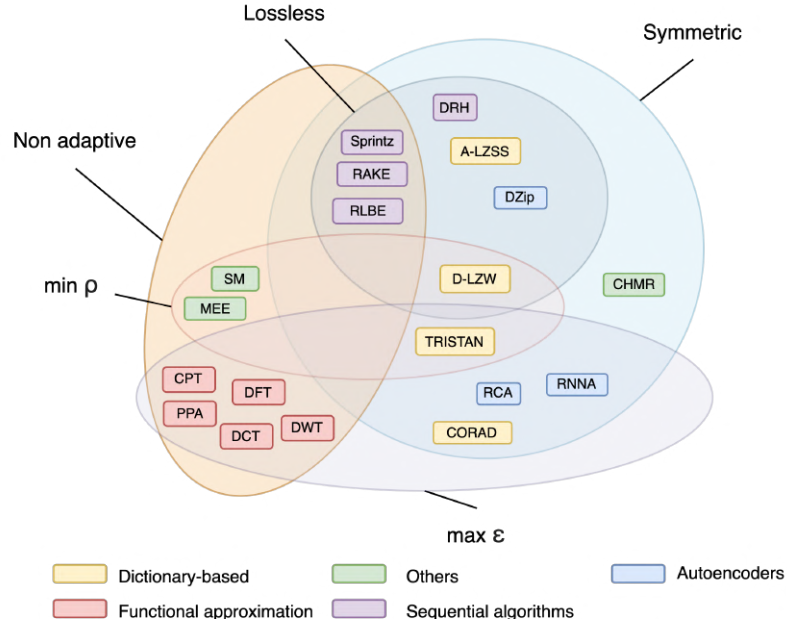 Lossless
Symmetric
Non adaptive
DRH
Sprintz
A-LZSS
RAKE
DZip
RLBE
min ρ
SM
D-LZW
CHMR
MEE
TRISTAN
CPT
DFT
RCA
RNNA
PPA
DCT
DWT
CORAD
max ε
Dictionary-based
Others
Autoencoders
Functional approximation
Sequential algorithms